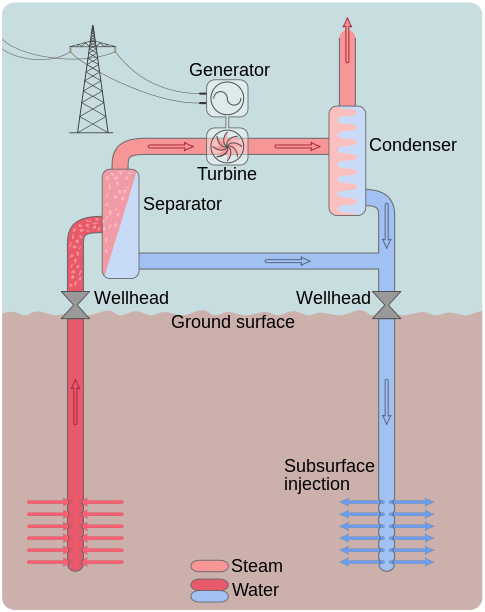 Generator
Turbine
Condenser
Separator
Wellhead
Wellhead
Ground surface
Subsurface
injection
Steam
Water